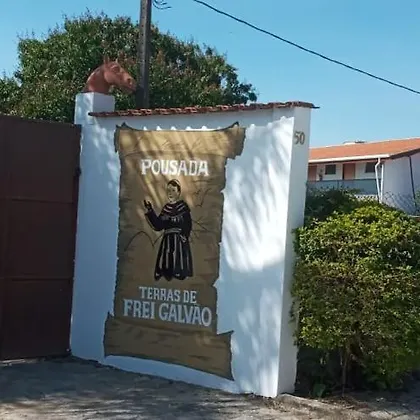 POUSADA
TERRAS DE
FREI GALVÃO
50